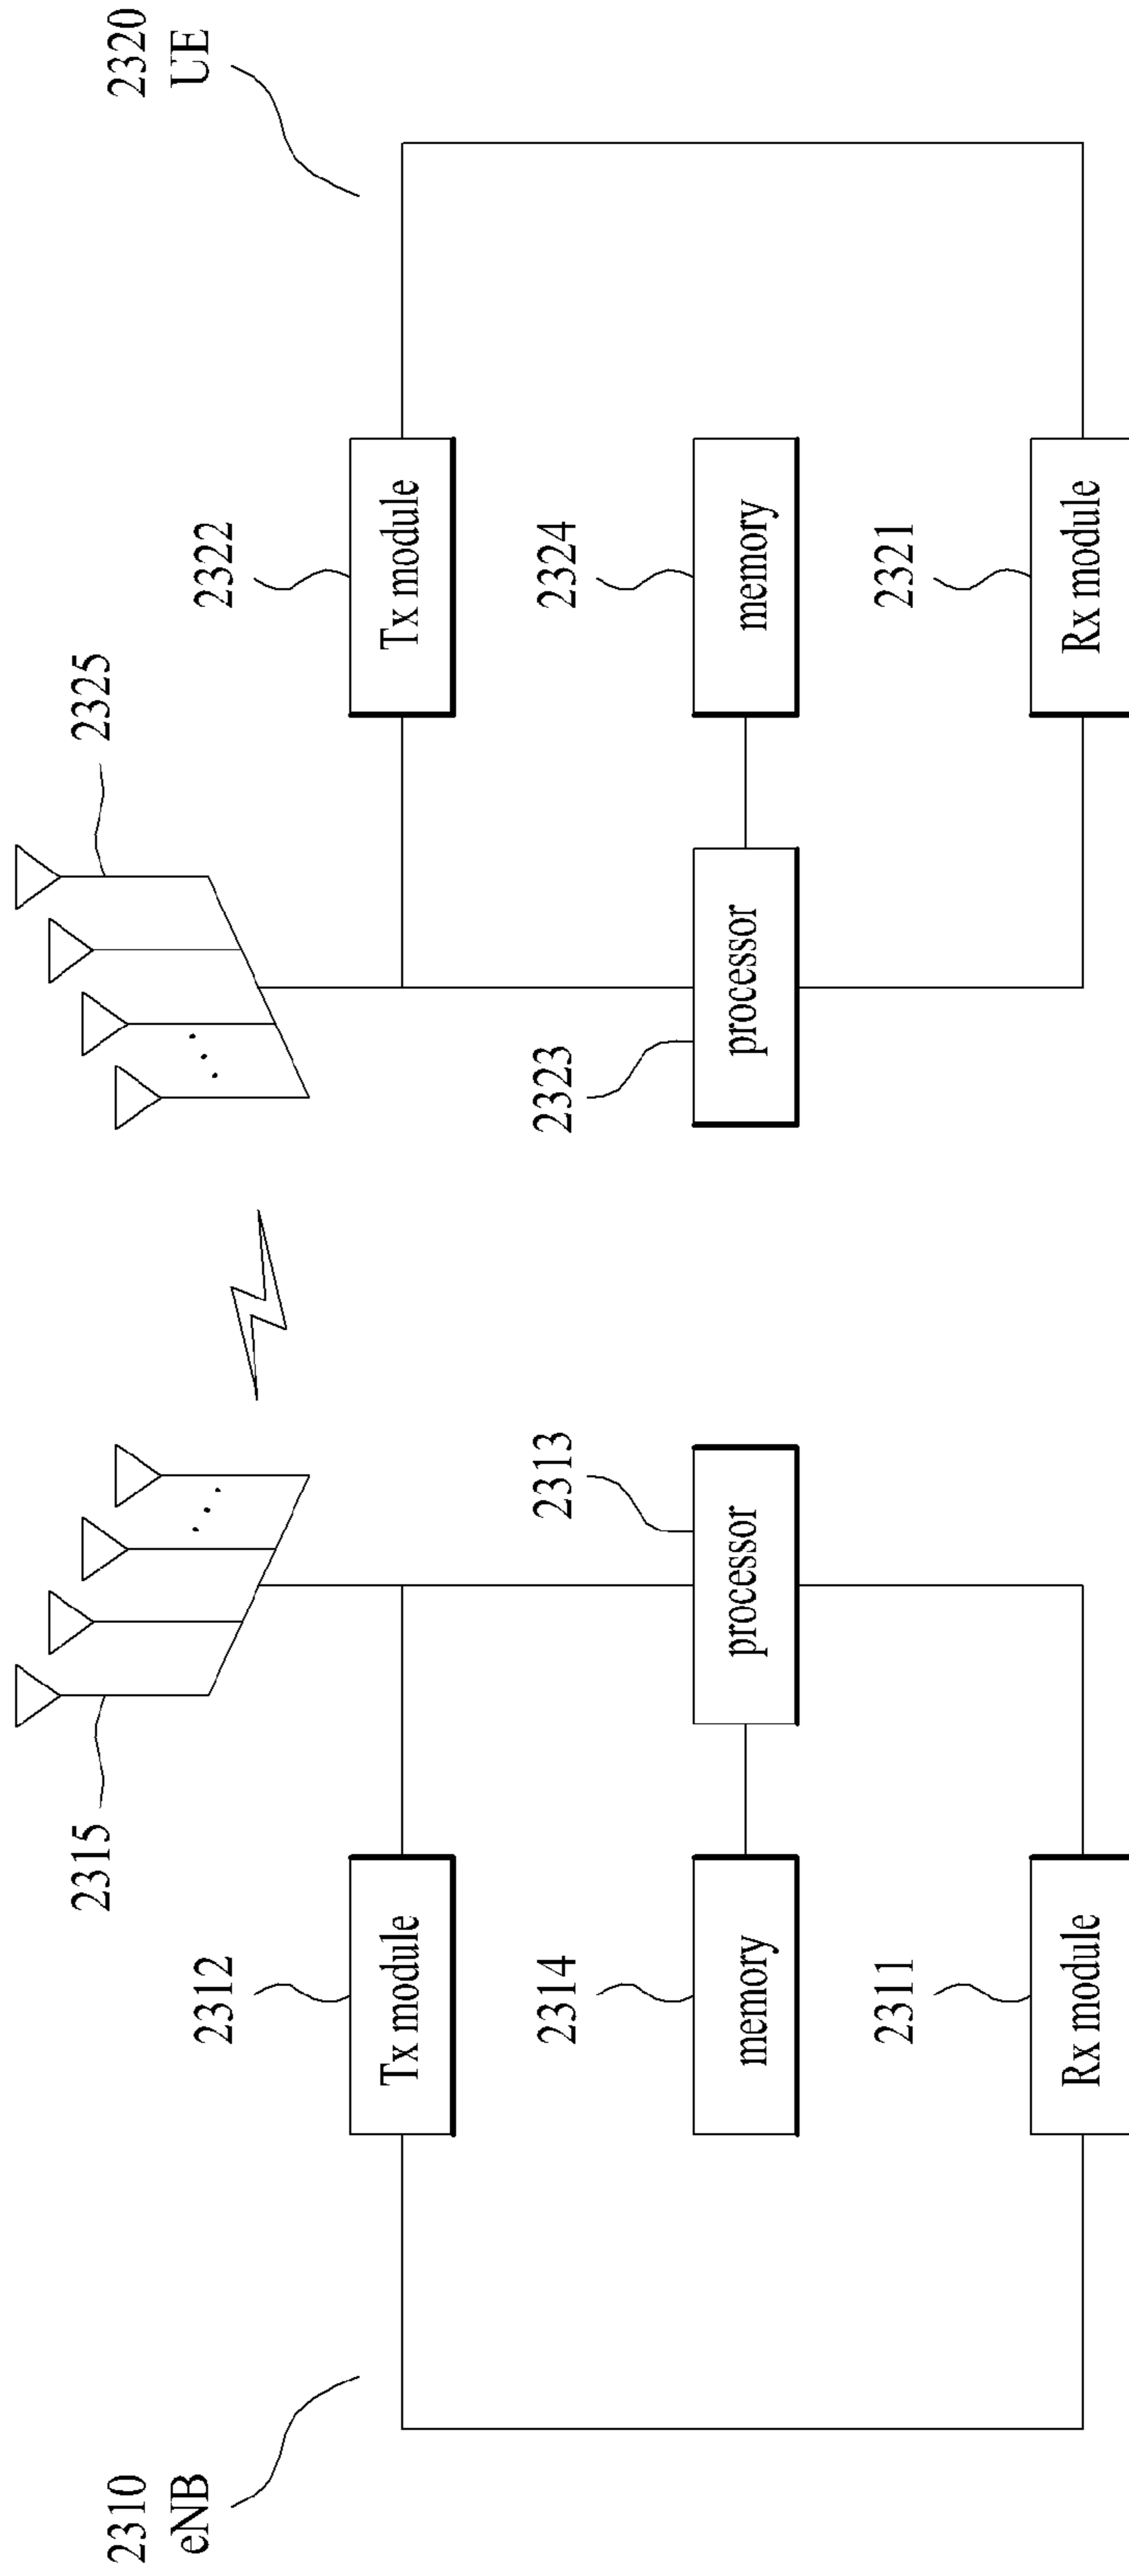 2310
eNB
2315
2312
Tx module
2313
processor
2314
memory
2311
Rx module
2320
UE
2325
2322
Tx module
2323
processor
2324
memory
2321
Rx module